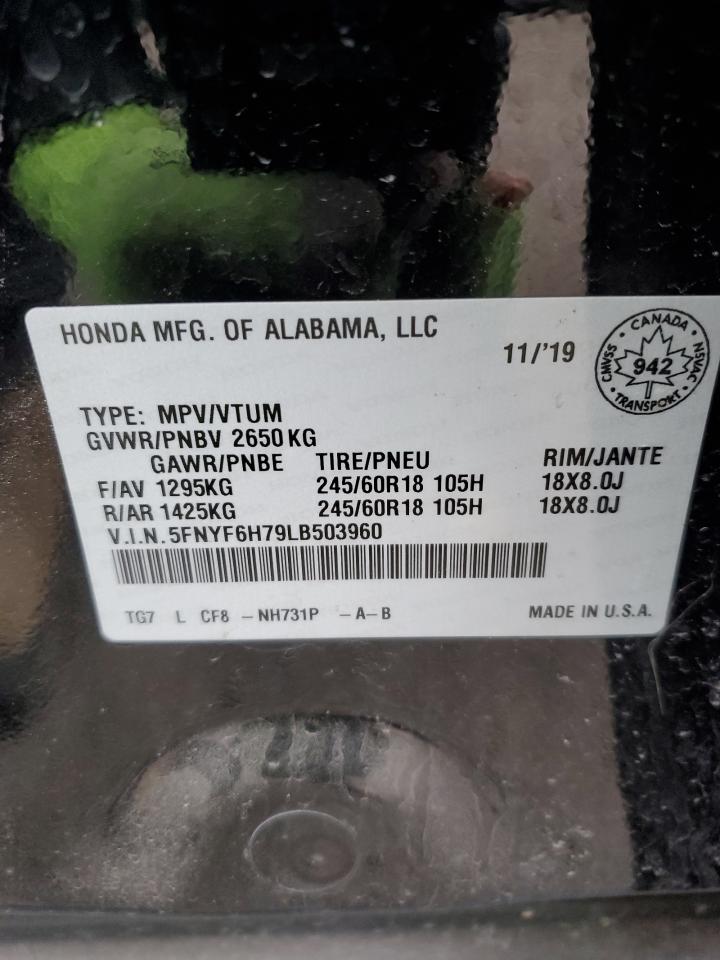 HONDA MFG. OF ALABAMA, LLC
11/'19
CANADA
CMVSS 942 NSVAC
TRANSPORT
TYPE: MPV/VTUM
GVWR/PNBV 2650 KG
GAWR/PNBE TIRE/PNEU RIM/JANTE
F/AV 1295KG 245/60R18 105H 18X8.0J
R/AR 1425KG 245/60R18 105H 18X8.0J
V.I.N. 5FNYF6H79LB503960
TG7 L CF8 - NH731P - A - B MADE IN U.S.A.